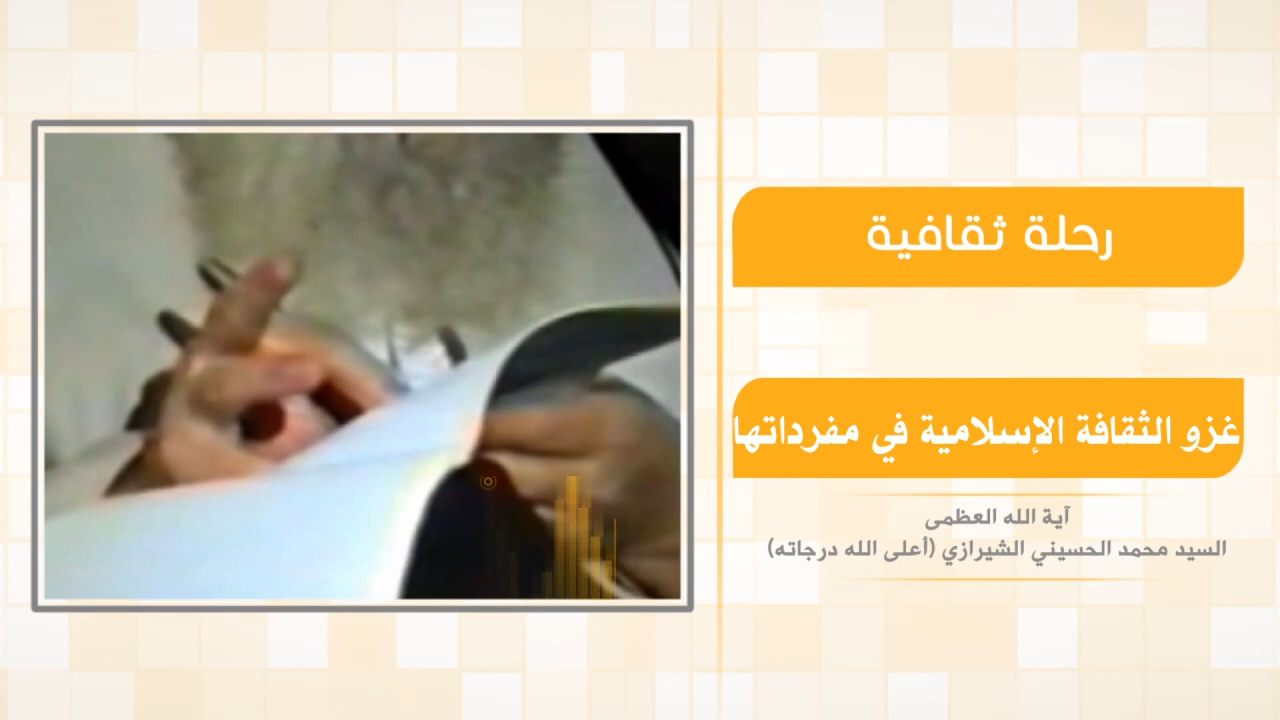 رحلة ثقافية
غزو الثقافة الإسلامية في مفرداتها
آية الله العظمى
السيد محمد الحسيني الشيرازي (أعلى الله درجاته)